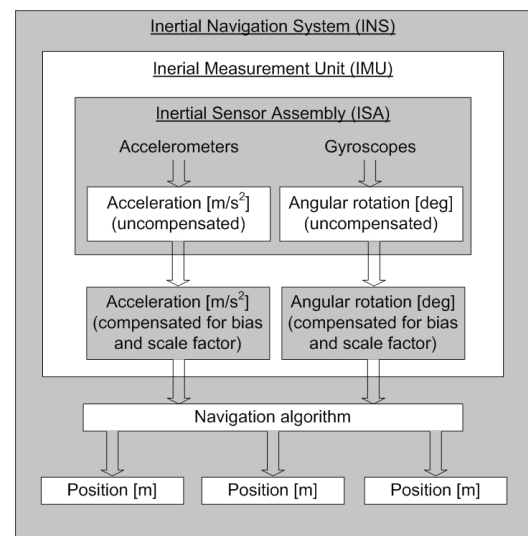 Inertial Navigation System (INS)
Inerial Measurement Unit (IMU)
Inertial Sensor Assembly (ISA)
Accelerometers
Gyroscopes
Acceleration [m/s²]
(uncompensated)
Angular rotation [deg]
(uncompensated)
Acceleration [m/s²]
(compensated for bias
and scale factor)
Angular rotation [deg]
(compensated for bias
and scale factor)
Navigation algorithm
Position [m]
Position [m]
Position [m]